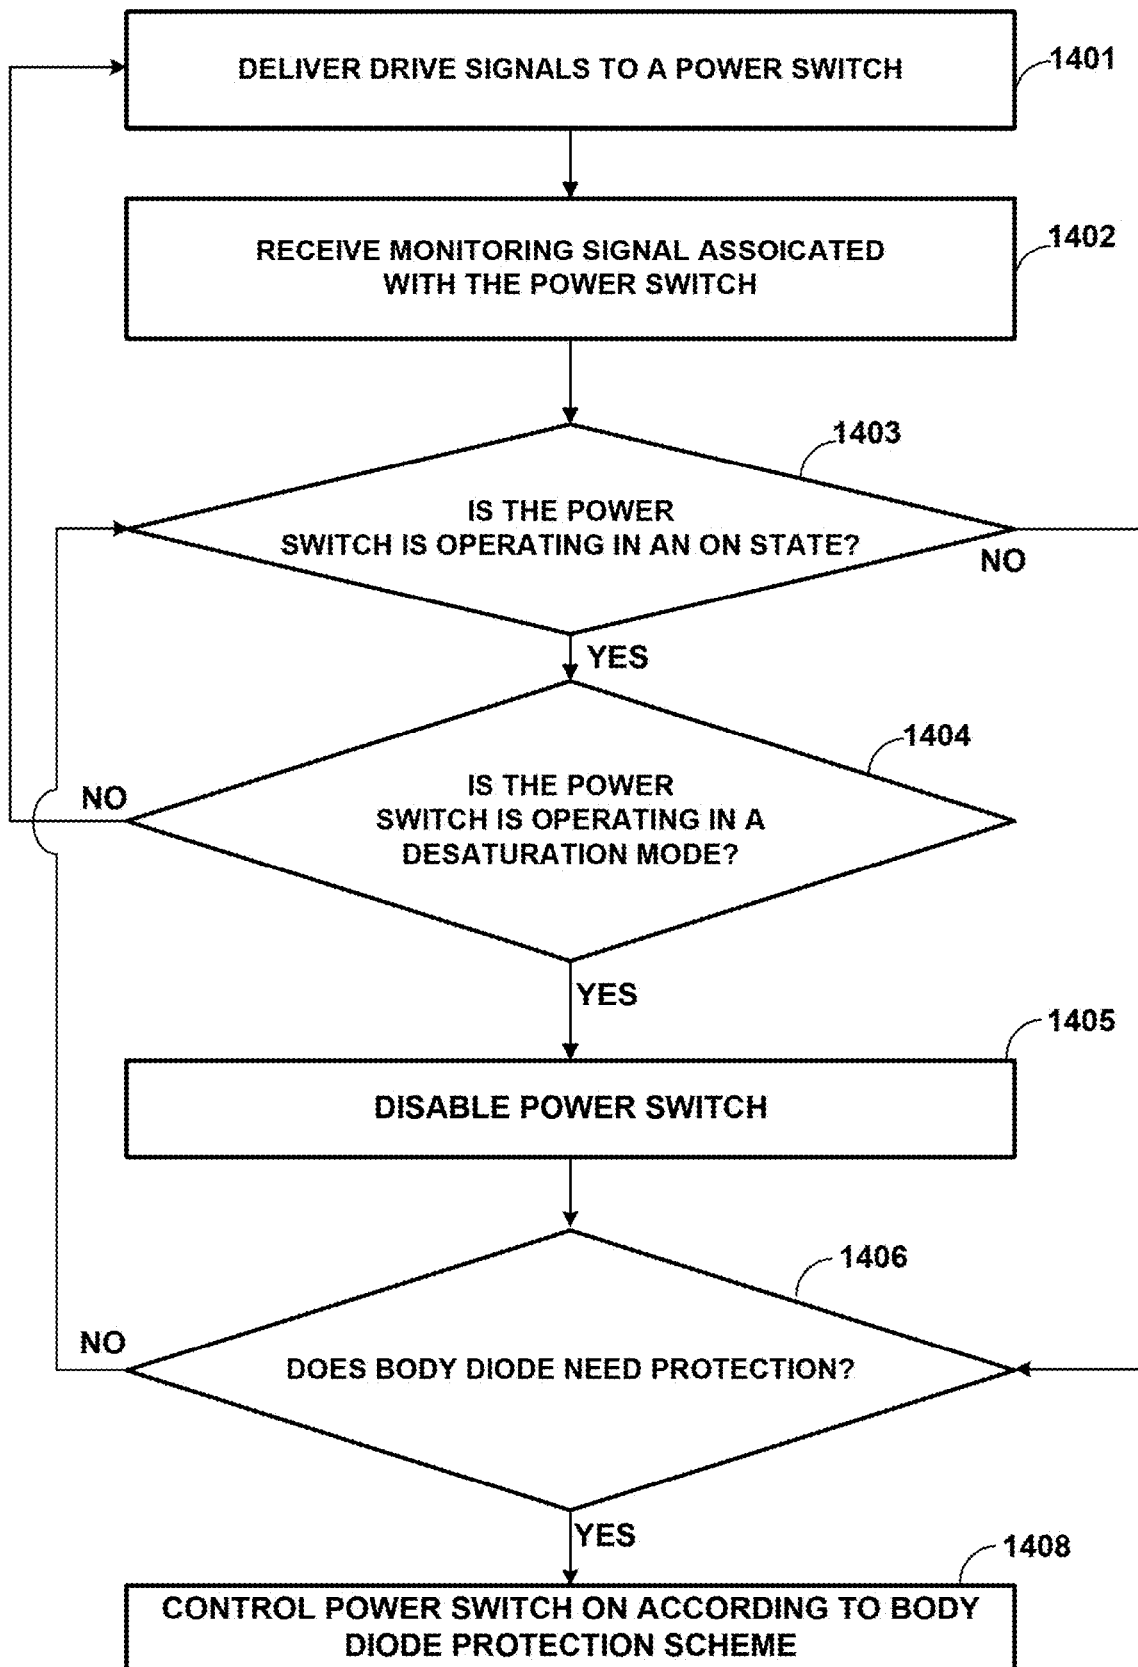 DELIVER DRIVE SIGNALS TO A POWER SWITCH
1401
RECEIVE MONITORING SIGNAL ASSOICATED
WITH THE POWER SWITCH
1402
1403
IS THE POWER
SWITCH IS OPERATING IN AN ON STATE?
NO
YES
1404
IS THE POWER
SWITCH IS OPERATING IN A
DESATURATION MODE?
NO
YES
1405
DISABLE POWER SWITCH
1406
DOES BODY DIODE NEED PROTECTION?
NO
YES
1408
CONTROL POWER SWITCH ON ACCORDING TO BODY
DIODE PROTECTION SCHEME